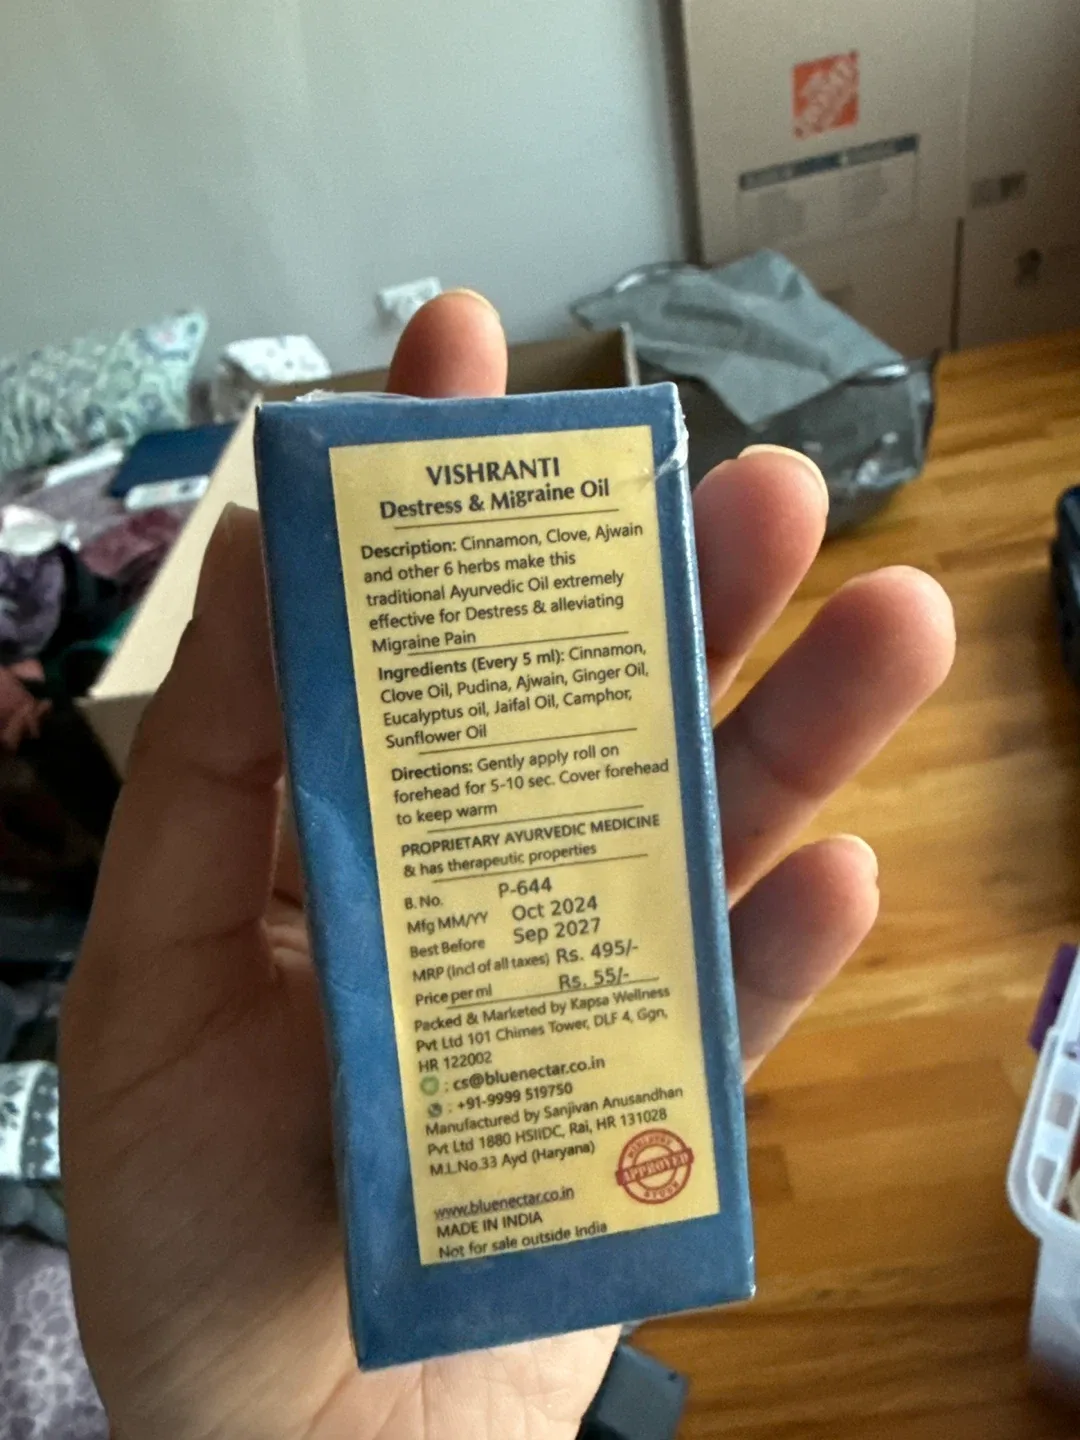 VISHRANTI
Destress & Migraine Oil
Description: Cinnamon, Clove, Ajwain
and other 6 herbs make this
traditional Ayurvedic Oil extremely
effective for Destress & alleviating
Migraine Pain
Ingredients (Every 5 ml): Cinnamon,
Clove Oil, Pudina, Ajwain, Ginger Oil,
Eucalyptus oil, Jaifal Oil, Camphor,
Sunflower Oil
Directions: Gently apply roll on
forehead for 5-10 sec. Cover forehead
to keep warm
PROPRIETARY AYURVEDIC MEDICINE
& has therapeutic properties
B. No. P-644
Mfg MM/YY Oct 2024
Best Before Sep 2027
MRP (Incl of all taxes) Rs. 495/-
Price per ml Rs. 55/-
Packed & Marketed by Kapsa Wellness
Pvt Ltd 101 Chimes Tower, DLF 4, Ggn,
HR 122002
: cs@bluenectar.co.in
: +91-9999 519750
Manufactured by Sanjivan Anusandhan
Pvt Ltd 1880 HSIIDC, Rai, HR 131028
M.L.No.33 Ayd (Haryana)
MINISTRY
APPROVED
AYUSH
www.bluenectar.co.in
MADE IN INDIA
Not for sale outside India